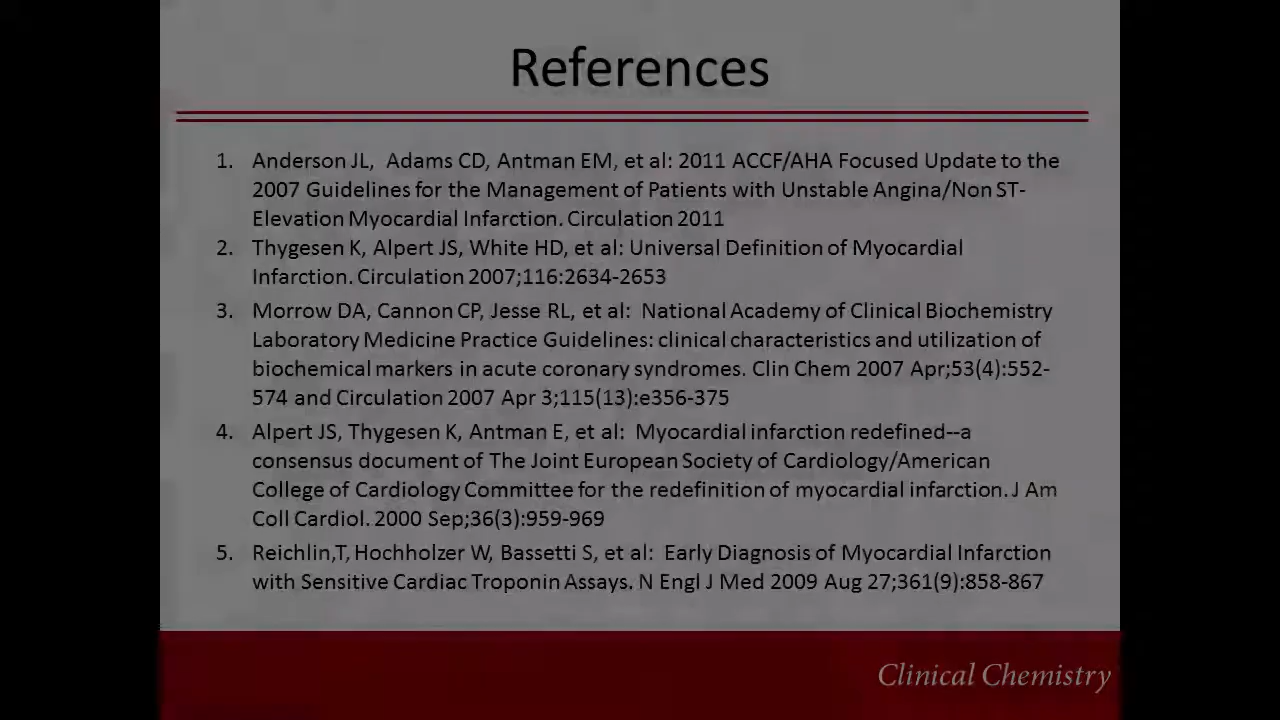 References
1. Anderson JL, Adams CD, Antman EM, et al: 2011 ACCF/AHA Focused Update to the
2007 Guidelines for the Management of Patients with Unstable Angina/Non ST-
Elevation Myocardial Infarction. Circulation 2011
2. Thygesen K, Alpert JS, White HD, et al: Universal Definition of Myocardial
Infarction. Circulation 2007;116:2634-2653
3. Morrow DA, Cannon CP, Jesse RL, et al: National Academy of Clinical Biochemistry
Laboratory Medicine Practice Guidelines: clinical characteristics and utilization of
biochemical markers in acute coronary syndromes. Clin Chem 2007 Apr;53(4):552-
574 and Circulation 2007 Apr 3;115(13):e356-375
4. Alpert JS, Thygesen K, Antman E, et al: Myocardial infarction redefined--a
consensus document of The Joint European Society of Cardiology/American
College of Cardiology Committee for the redefinition of myocardial infarction. J Am
Coll Cardiol. 2000 Sep;36(3):959-969
5. Reichlin,T, Hochholzer W, Bassetti S, et al: Early Diagnosis of Myocardial Infarction
with Sensitive Cardiac Troponin Assays. N Engl J Med 2009 Aug 27;361(9):858-867
Clinical Chemistry